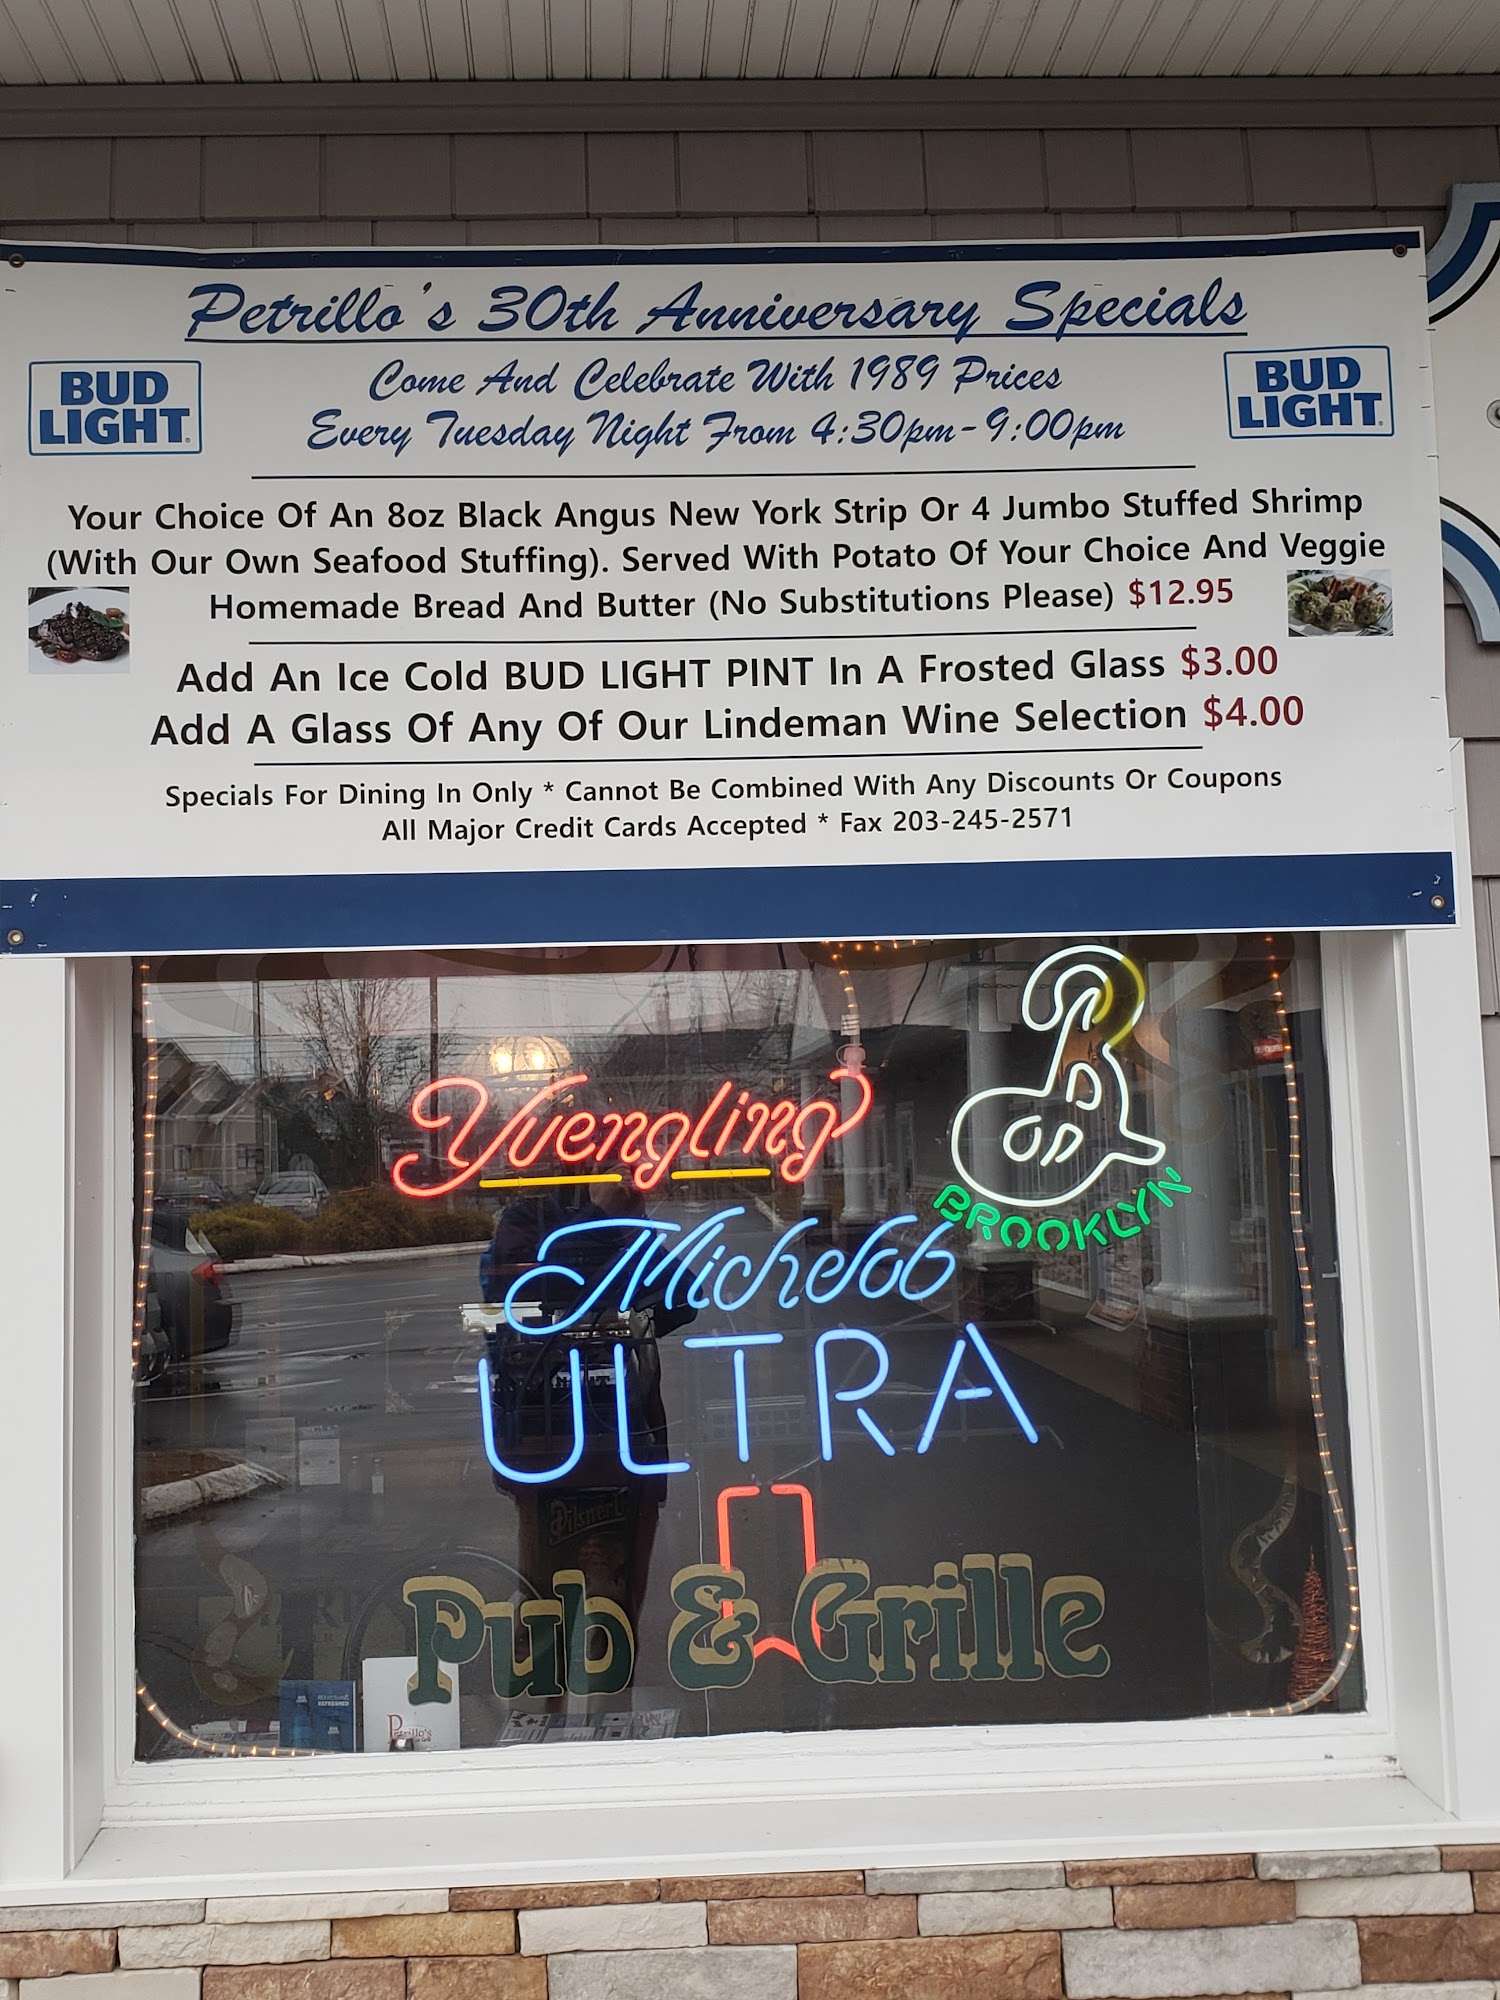 Petrillo's 30th Anniversary Specials
BUD
LIGHT
Come And Celebrate With 1989 Prices
Every Tuesday Night From 4:30pm-9:00pm
BUD
LIGHT
Your Choice Of An 8oz Black Angus New York Strip Or 4 Jumbo Stuffed Shrimp
(With Our Own Seafood Stuffing). Served With Potato Of Your Choice And Veggie
Homemade Bread And Butter (No Substitutions Please) $12.95
Add An Ice Cold BUD LIGHT PINT In A Frosted Glass $3.00
Add A Glass Of Any Of Our Lindeman Wine Selection $4.00
Specials For Dining In Only * Cannot Be Combined With Any Discounts Or Coupons
All Major Credit Cards Accepted * Fax 203-245-2571
B
BROOKLYN
Yuengling
Michelob
ULTRA
Pilsner
Pub & Grille
REFRESHED
Petrillo's